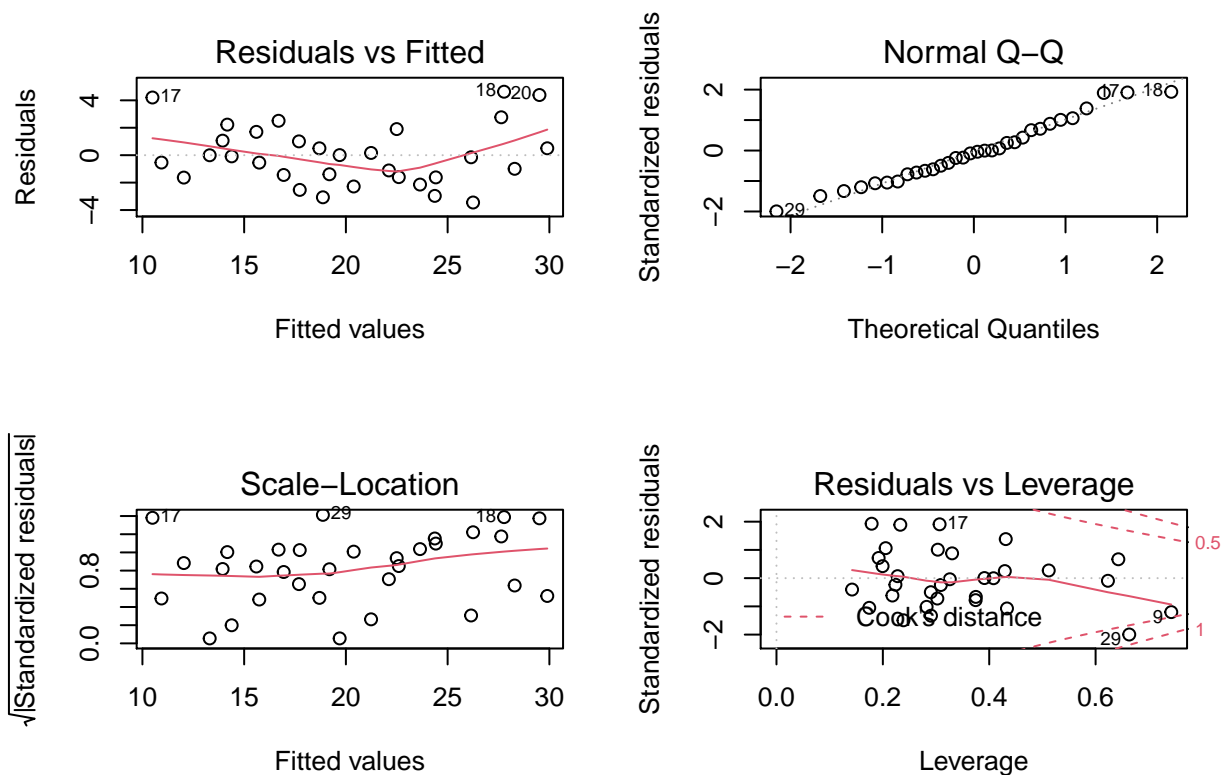 Residuals vs Fitted
Residuals
4
0
−4
17
18
20
10 15 20 25 30
Fitted values
Normal Q−Q
Standardized residuals
2
0
−2
29
17
18
−2 −1 0 1 2
Theoretical Quantiles
Scale−Location
√|Standardized residuals|
0.8
0.0
17
29
18
10 15 20 25 30
Fitted values
Residuals vs Leverage
Standardized residuals
2
0
−2
17
0.5
Cook's distance
9
1
29
0.0 0.2 0.4 0.6
Leverage